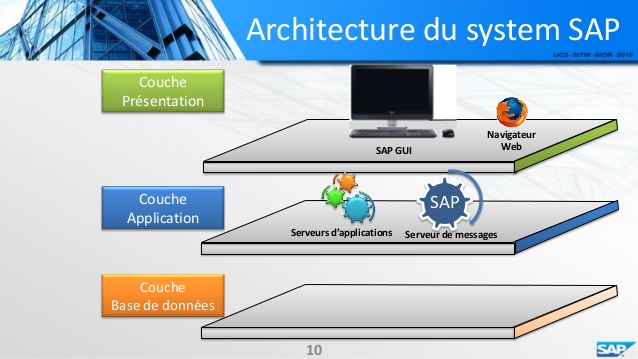 Architecture du system SAP
UC2- SITW -SIOR -2015
Couche
Présentation
SAP GUI
Navigateur
Web
Couche
Application
SAP
Serveurs d'applications
Serveur de messages
Couche
Base de données
10
SAP